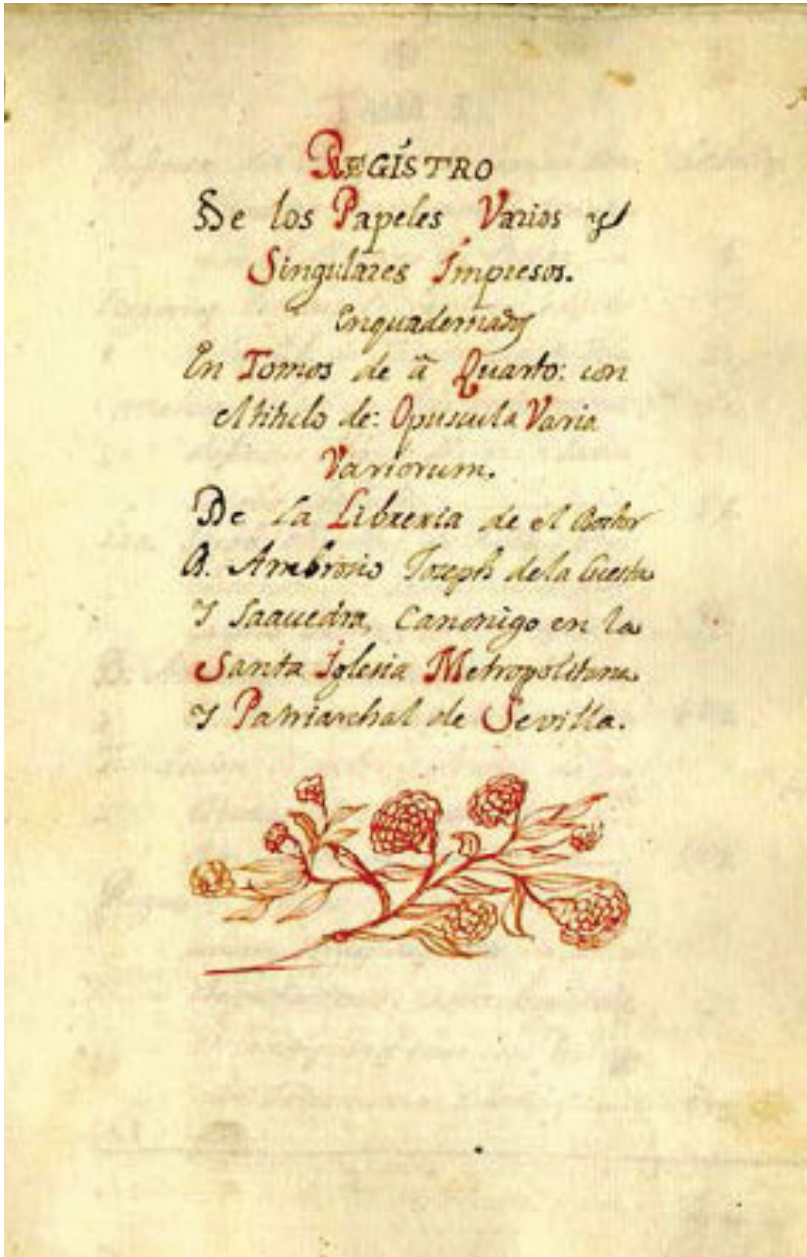 REGÍSTRO
De los Papeles Varios y
Singulares Ímpresos.
Enquadernados
En Tomos de â Quarto: con
el titulo de: Opuscula Varia
Variorum.
De la Libreria de el Doctor
D. Ambrosio Joseph de la Cuesta
Y Saavedra, Canonigo en la
Santa Iglesia Metropolitana
Y Patriarchal de Sevilla.